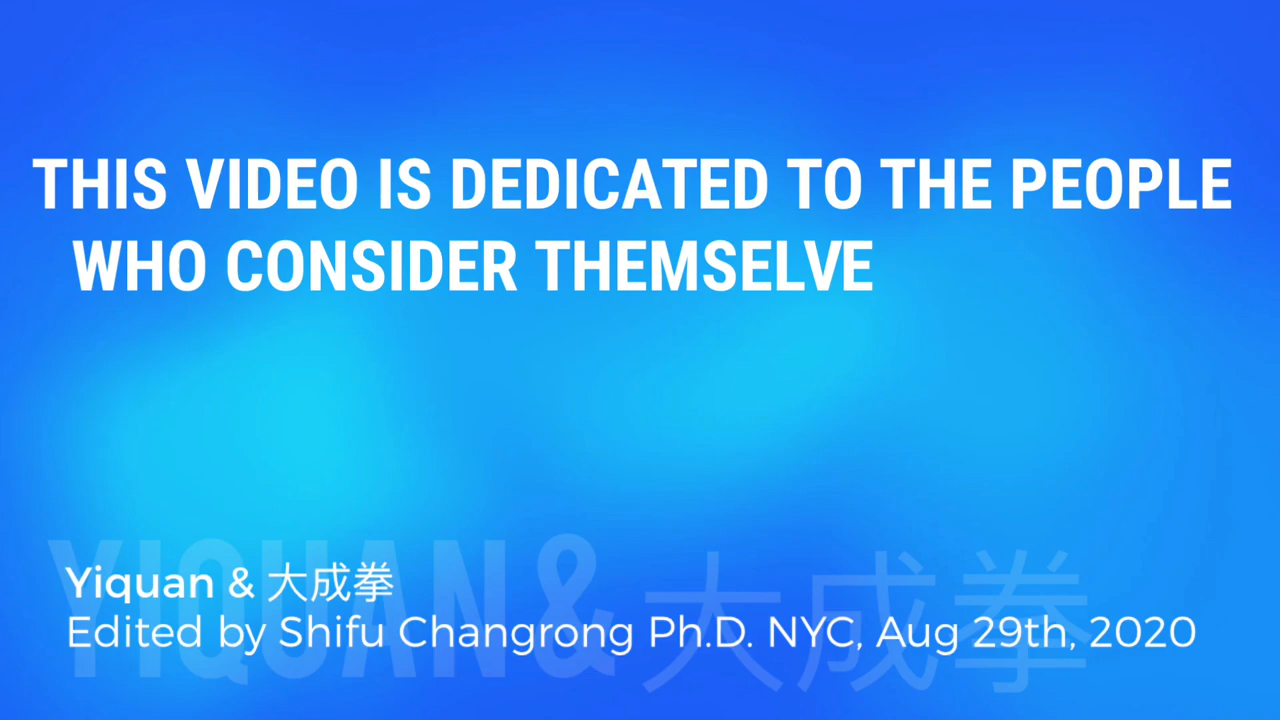 THIS VIDEO IS DEDICATED TO THE PEOPLE
WHO CONSIDER THEMSELVE
YIQUAN & 大成拳
Yiquan & 大成拳
Edited by Shifu Changrong Ph.D. NYC, Aug 29th, 2020